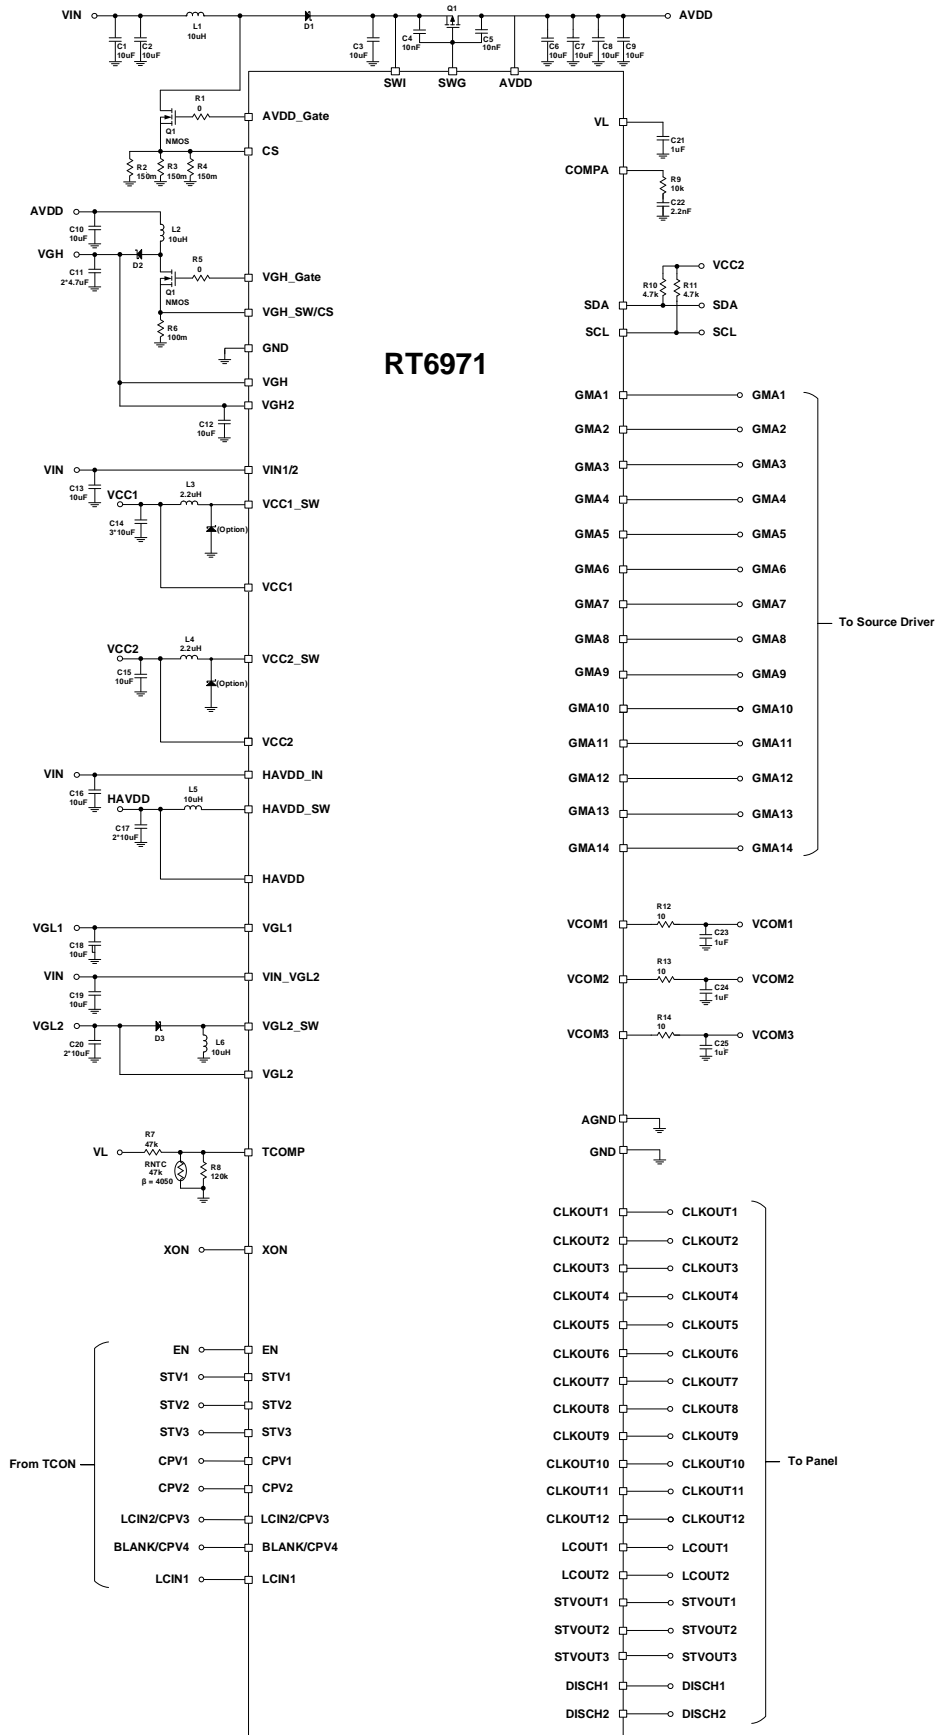 VIN
L1
10uH
D1
Q1
AVDD
C1
10uF
C2
10uF
C3
10uF
C4
10nF
C5
10nF
C6
10uF
C7
10uF
C8
10uF
C9
10uF
SWI
SWG
AVDD
R1
0
AVDD_Gate
Q1
NMOS
CS
R2
150m
R3
150m
R4
150m
AVDD
C10
10uF
L2
10uH
VGH
D2
C11
2*4.7uF
R5
0
VGH_Gate
Q1
NMOS
VGH_SW/CS
R6
100m
GND
VGH
VGH2
C12
10uF
VIN
VIN1/2
C13
10uF
VCC1
L3
2.2uH
VCC1_SW
C14
3*10uF
(Option)
VCC1
VCC2
L4
2.2uH
VCC2_SW
C15
10uF
(Option)
VCC2
VIN
HAVDD_IN
C16
10uF
HAVDD
L5
10uH
HAVDD_SW
C17
2*10uF
HAVDD
VGL1
VGL1
C18
10uF
VIN
VIN_VGL2
C19
10uF
VGL2
VGL2_SW
C20
2*10uF
D3
L6
10uH
VGL2
VL
R7
47k
TCOMP
RNTC
47k
β = 4050
R8
120k
XON
XON
From TCON
EN
EN
STV1
STV1
STV2
STV2
STV3
STV3
CPV1
CPV1
CPV2
CPV2
LCIN2/CPV3
LCIN2/CPV3
BLANK/CPV4
BLANK/CPV4
LCIN1
LCIN1
RT6971
VL
C21
1uF
COMPA
R9
10k
C22
2.2nF
VCC2
R10
4.7k
R11
4.7k
SDA
SDA
SCL
SCL
GMA1
GMA1
GMA2
GMA2
GMA3
GMA3
GMA4
GMA4
GMA5
GMA5
GMA6
GMA6
GMA7
GMA7
GMA8
GMA8
GMA9
GMA9
GMA10
GMA10
GMA11
GMA11
GMA12
GMA12
GMA13
GMA13
GMA14
GMA14
To Source Driver
VCOM1
R12
10
VCOM1
C23
1uF
VCOM2
R13
10
VCOM2
C24
1uF
VCOM3
R14
10
VCOM3
C25
1uF
AGND
GND
CLKOUT1
CLKOUT1
CLKOUT2
CLKOUT2
CLKOUT3
CLKOUT3
CLKOUT4
CLKOUT4
CLKOUT5
CLKOUT5
CLKOUT6
CLKOUT6
CLKOUT7
CLKOUT7
CLKOUT8
CLKOUT8
CLKOUT9
CLKOUT9
CLKOUT10
CLKOUT10
CLKOUT11
CLKOUT11
CLKOUT12
CLKOUT12
LCOUT1
LCOUT1
LCOUT2
LCOUT2
STVOUT1
STVOUT1
STVOUT2
STVOUT2
STVOUT3
STVOUT3
DISCH1
DISCH1
DISCH2
DISCH2
To Panel